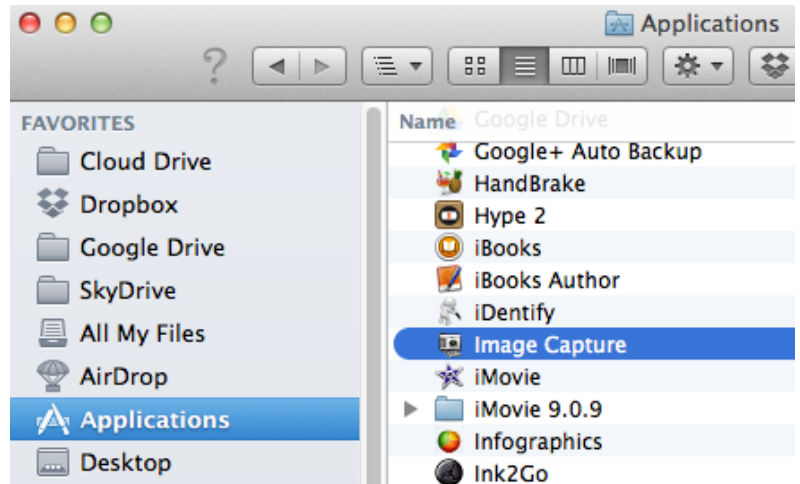 Applications
?
FAVORITES
Cloud Drive
Dropbox
Google Drive
SkyDrive
All My Files
AirDrop
Applications
Desktop
Name
Google Drive
Google+ Auto Backup
HandBrake
Hype 2
iBooks
iBooks Author
iDentify
Image Capture
iMovie
iMovie 9.0.9
Infographics
Ink2Go